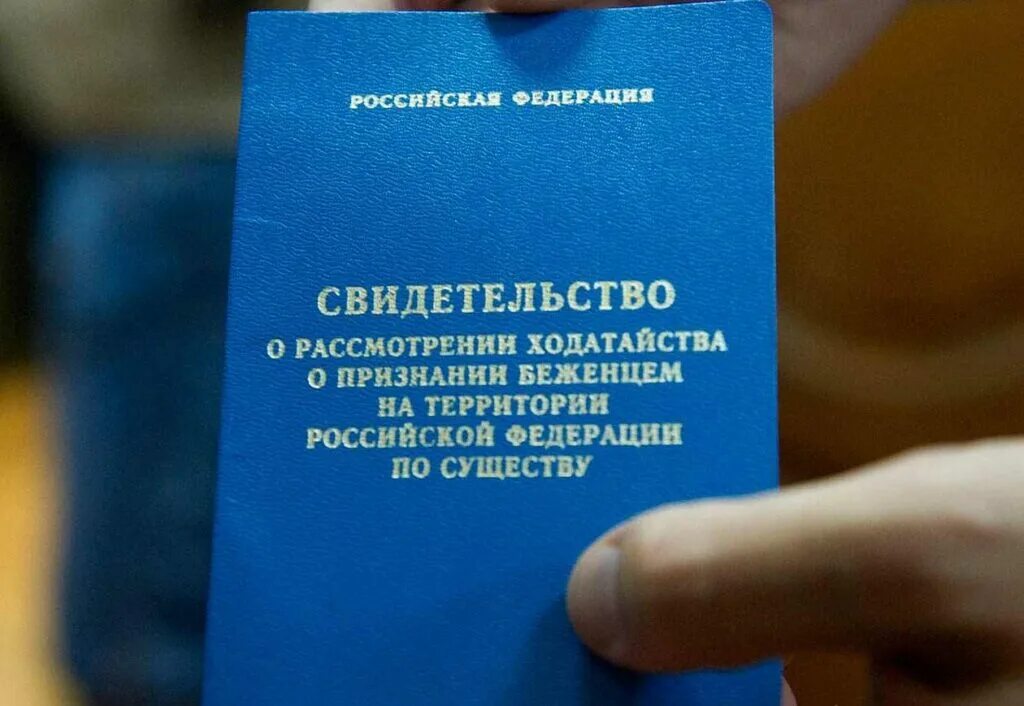 РОССИЙСКАЯ ФЕДЕРАЦИЯ
СВИДЕТЕЛЬСТВО
О РАССМОТРЕНИИ ХОДАТАЙСТВА
О ПРИЗНАНИИ БЕЖЕНЦЕМ
НА ТЕРРИТОРИИ
РОССИЙСКОЙ ФЕДЕРАЦИИ
ПО СУЩЕСТВУ